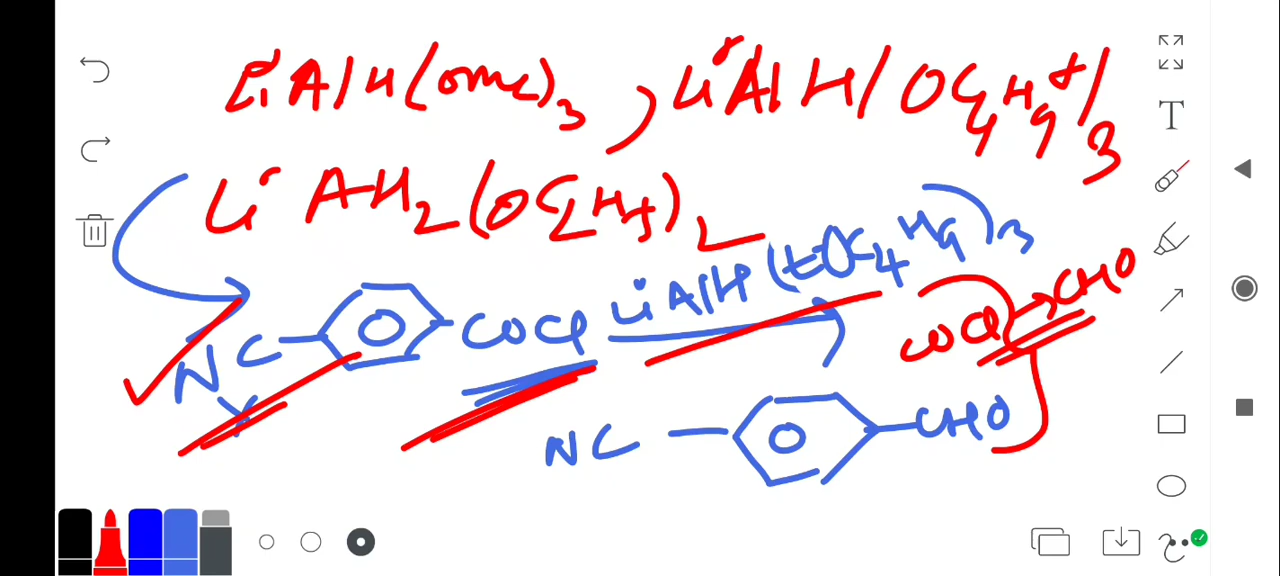 LiAlH(OMe)3, LiAlH(OC4H9t)3
LiAlH2(OC2H5)2
LiAlH(tOC4H9)3
NC COCl COCl → CHO
NC CHO
T